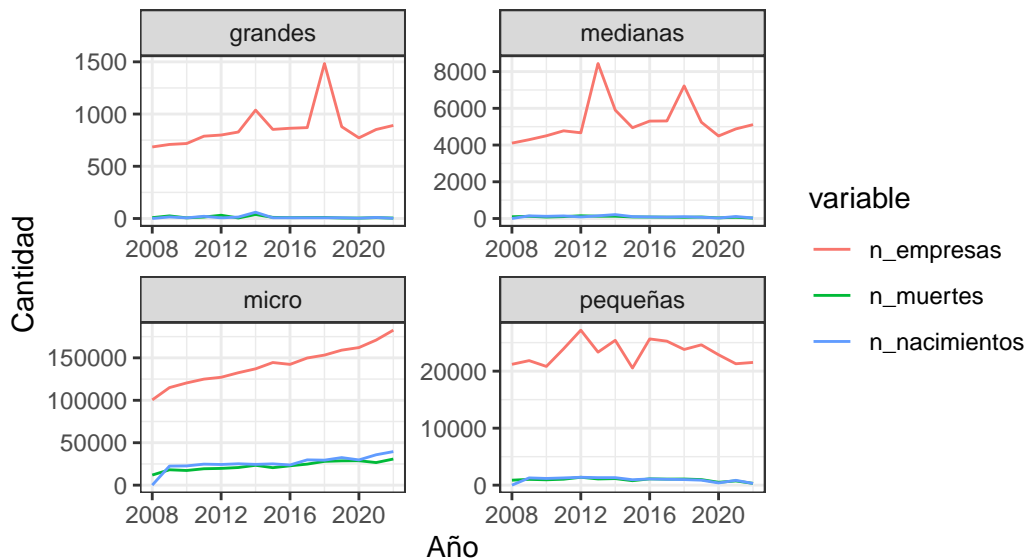 grandes
medianas
1500
1000
500
0
8000
6000
4000
2000
0
2008 2012 2016 2020
2008 2012 2016 2020
micro
pequeñas
150000
100000
50000
0
20000
10000
0
2008 2012 2016 2020
2008 2012 2016 2020
Cantidad
Año
variable
n_empresas
n_muertes
n_nacimientos